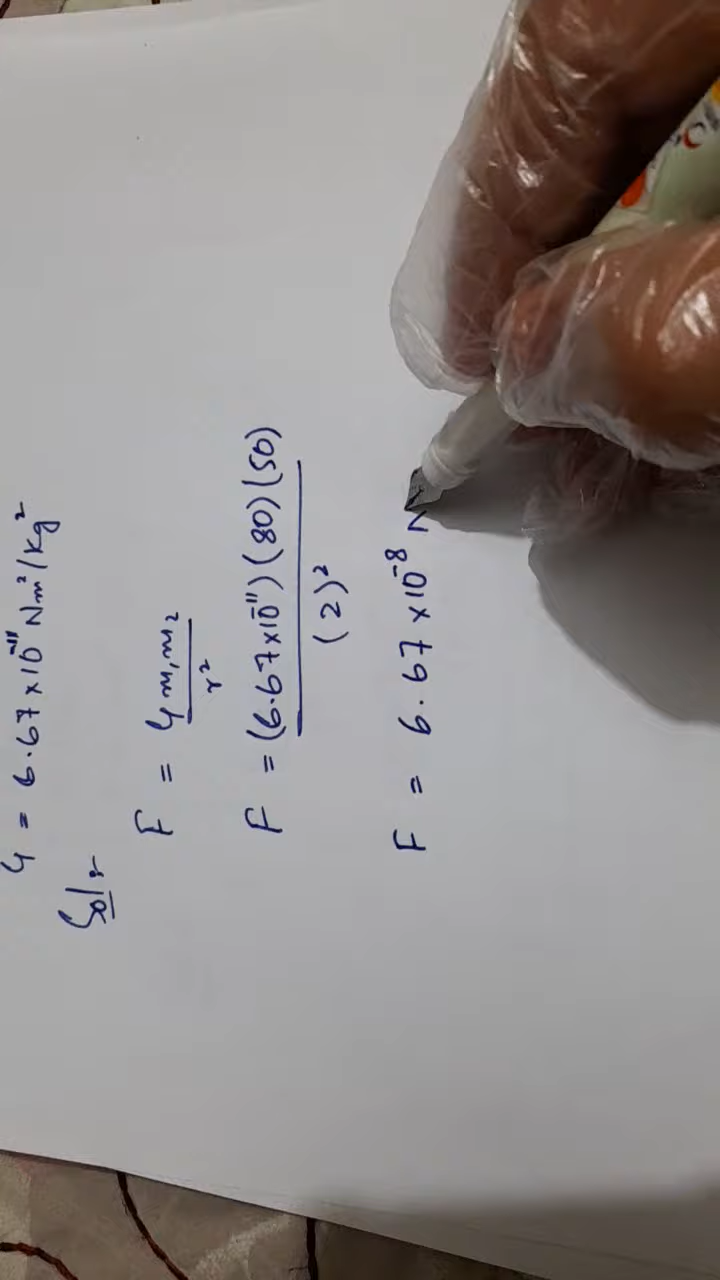 G = 6.67 × 10⁻¹¹ Nm²/Kg²
Sol:
F = G m₁m₂ / r²
F = (6.67×10⁻¹¹) (80) (50) / (2)²
F = 6.67 × 10⁻⁸ N